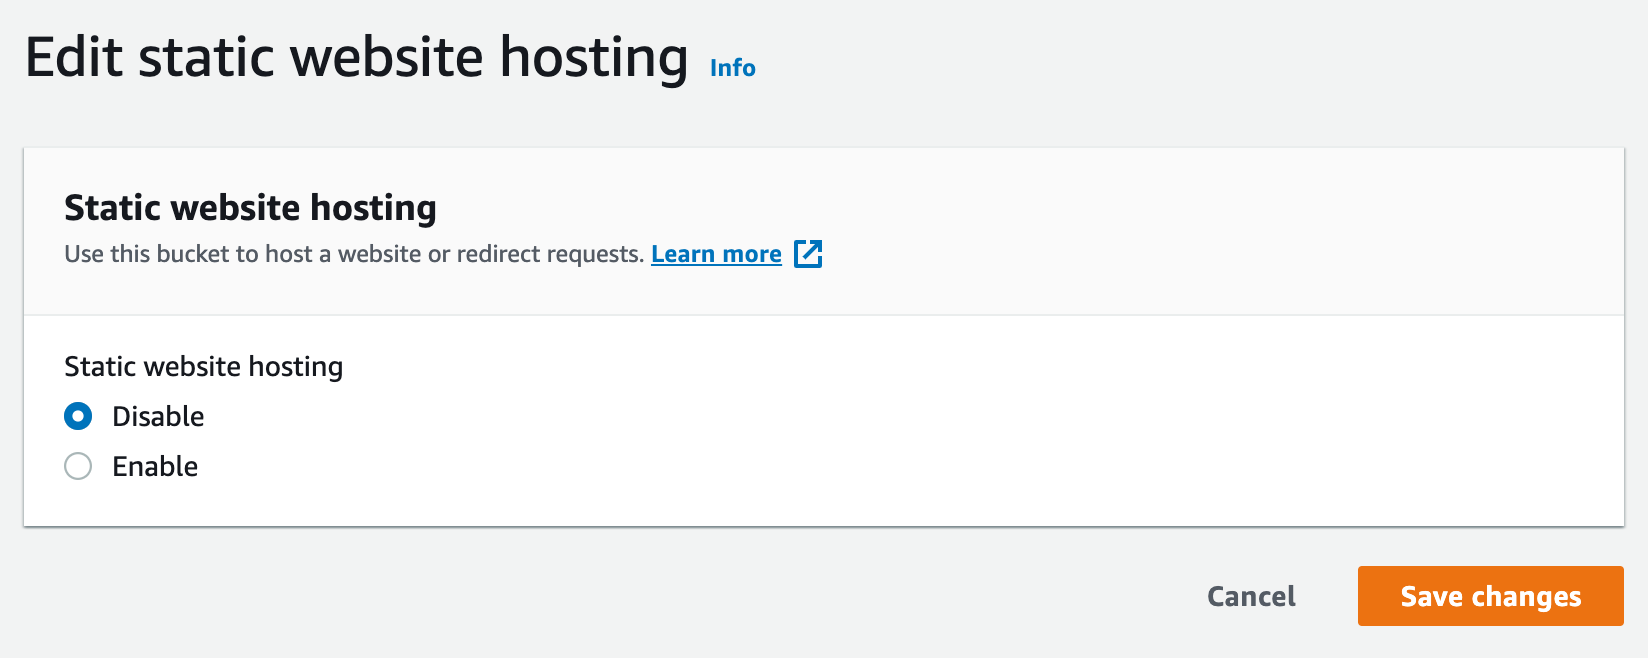 Edit static website hosting Info
Static website hosting
Use this bucket to host a website or redirect requests. Learn more
Static website hosting
Disable
Enable
Cancel Save changes